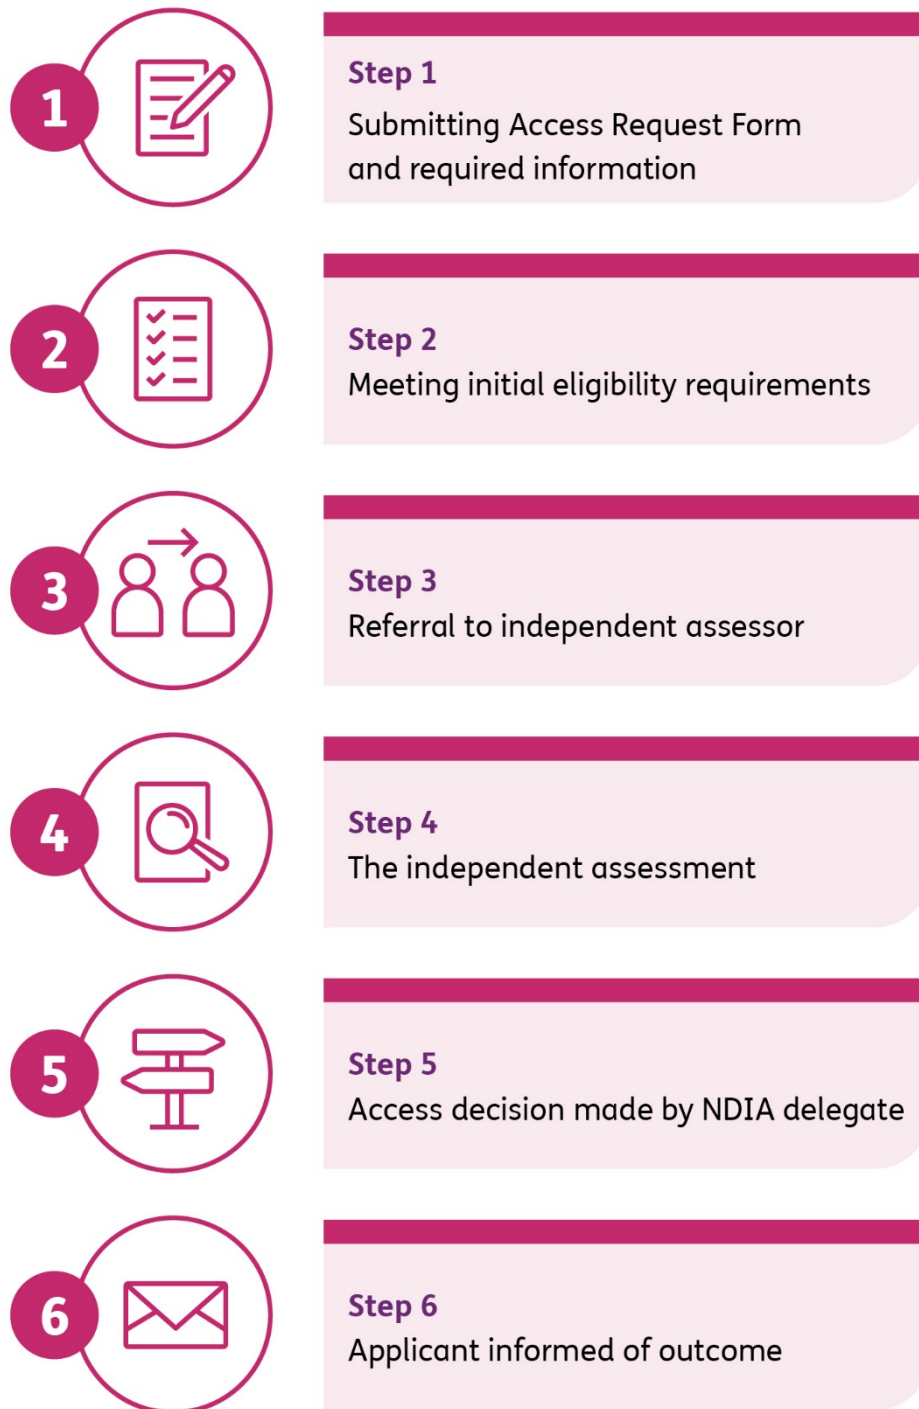 1
Step 1
Submitting Access Request Form
and required information
2
Step 2
Meeting initial eligibility requirements
3
Step 3
Referral to independent assessor
4
Step 4
The independent assessment
5
Step 5
Access decision made by NDIA delegate
6
Step 6
Applicant informed of outcome